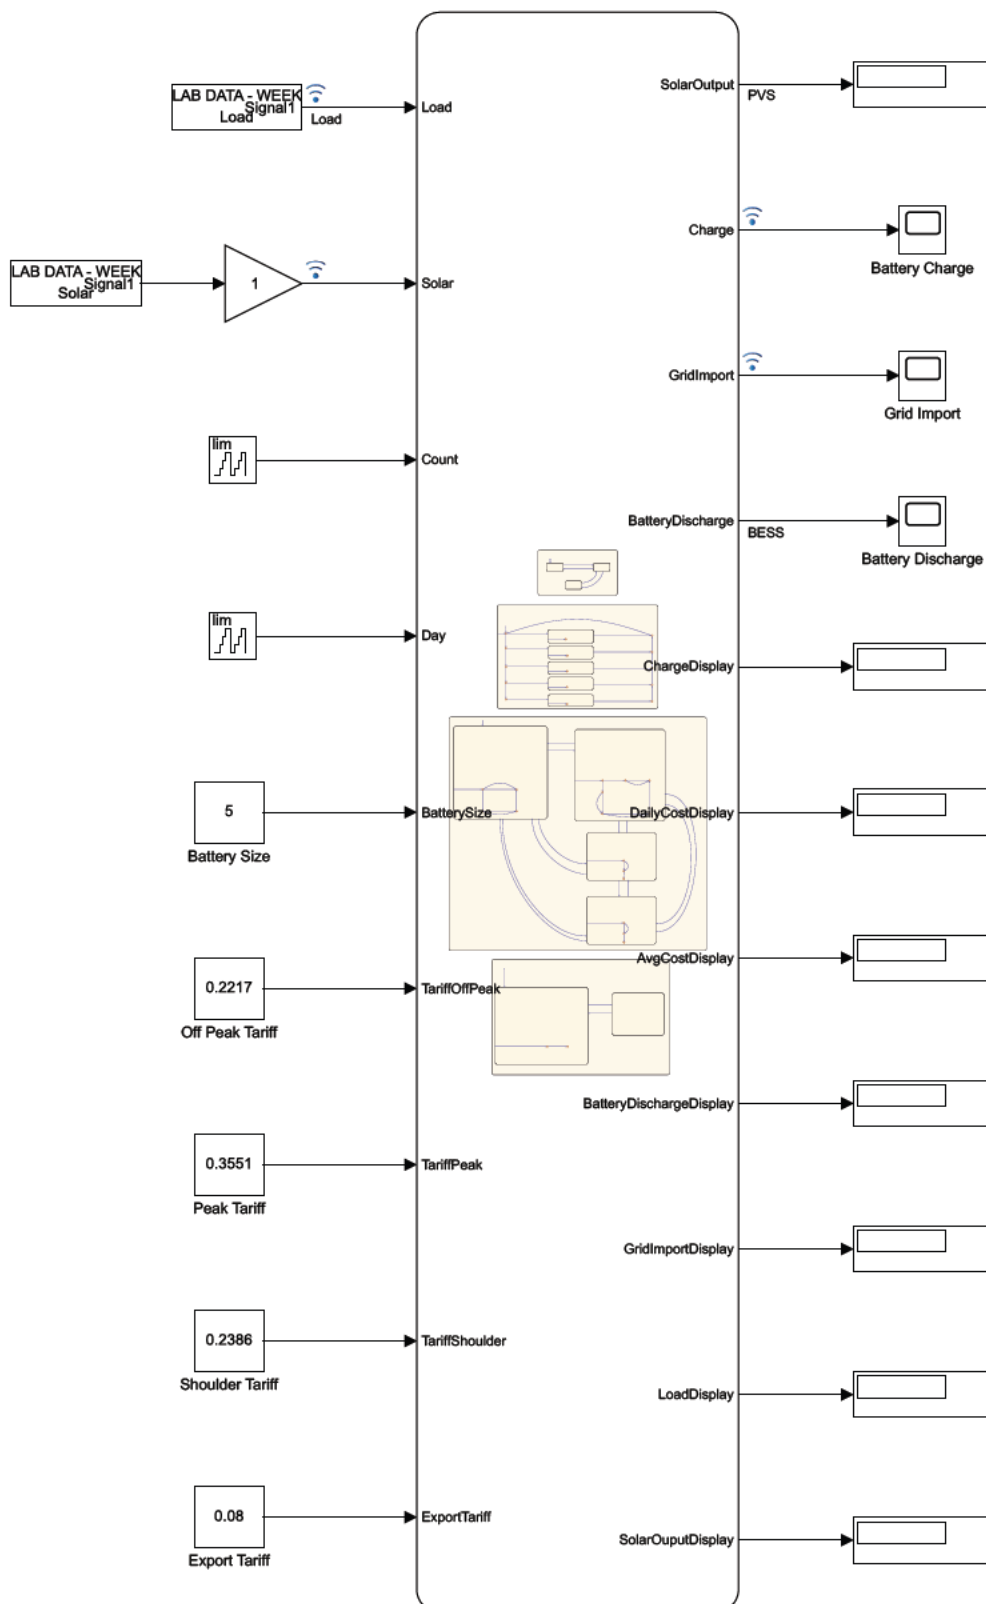 SolarOutput
PVS
LAB DATA - WEEK
Signal1
Load
Load
Load
Charge
Battery Charge
LAB DATA - WEEK
Signal1
Solar
1
Solar
GridImport
Grid Import
lim
Count
BatteryDischarge
BESS
Battery Discharge
lim
Day
ChargeDisplay
5
Battery Size
BatterySize
DailyCostDisplay
AvgCostDisplay
0.2217
Off Peak Tariff
TariffOffPeak
BatteryDischargeDisplay
0.3551
Peak Tariff
TariffPeak
GridImportDisplay
0.2386
Shoulder Tariff
TariffShoulder
LoadDisplay
0.08
Export Tariff
ExportTariff
SolarOuputDisplay